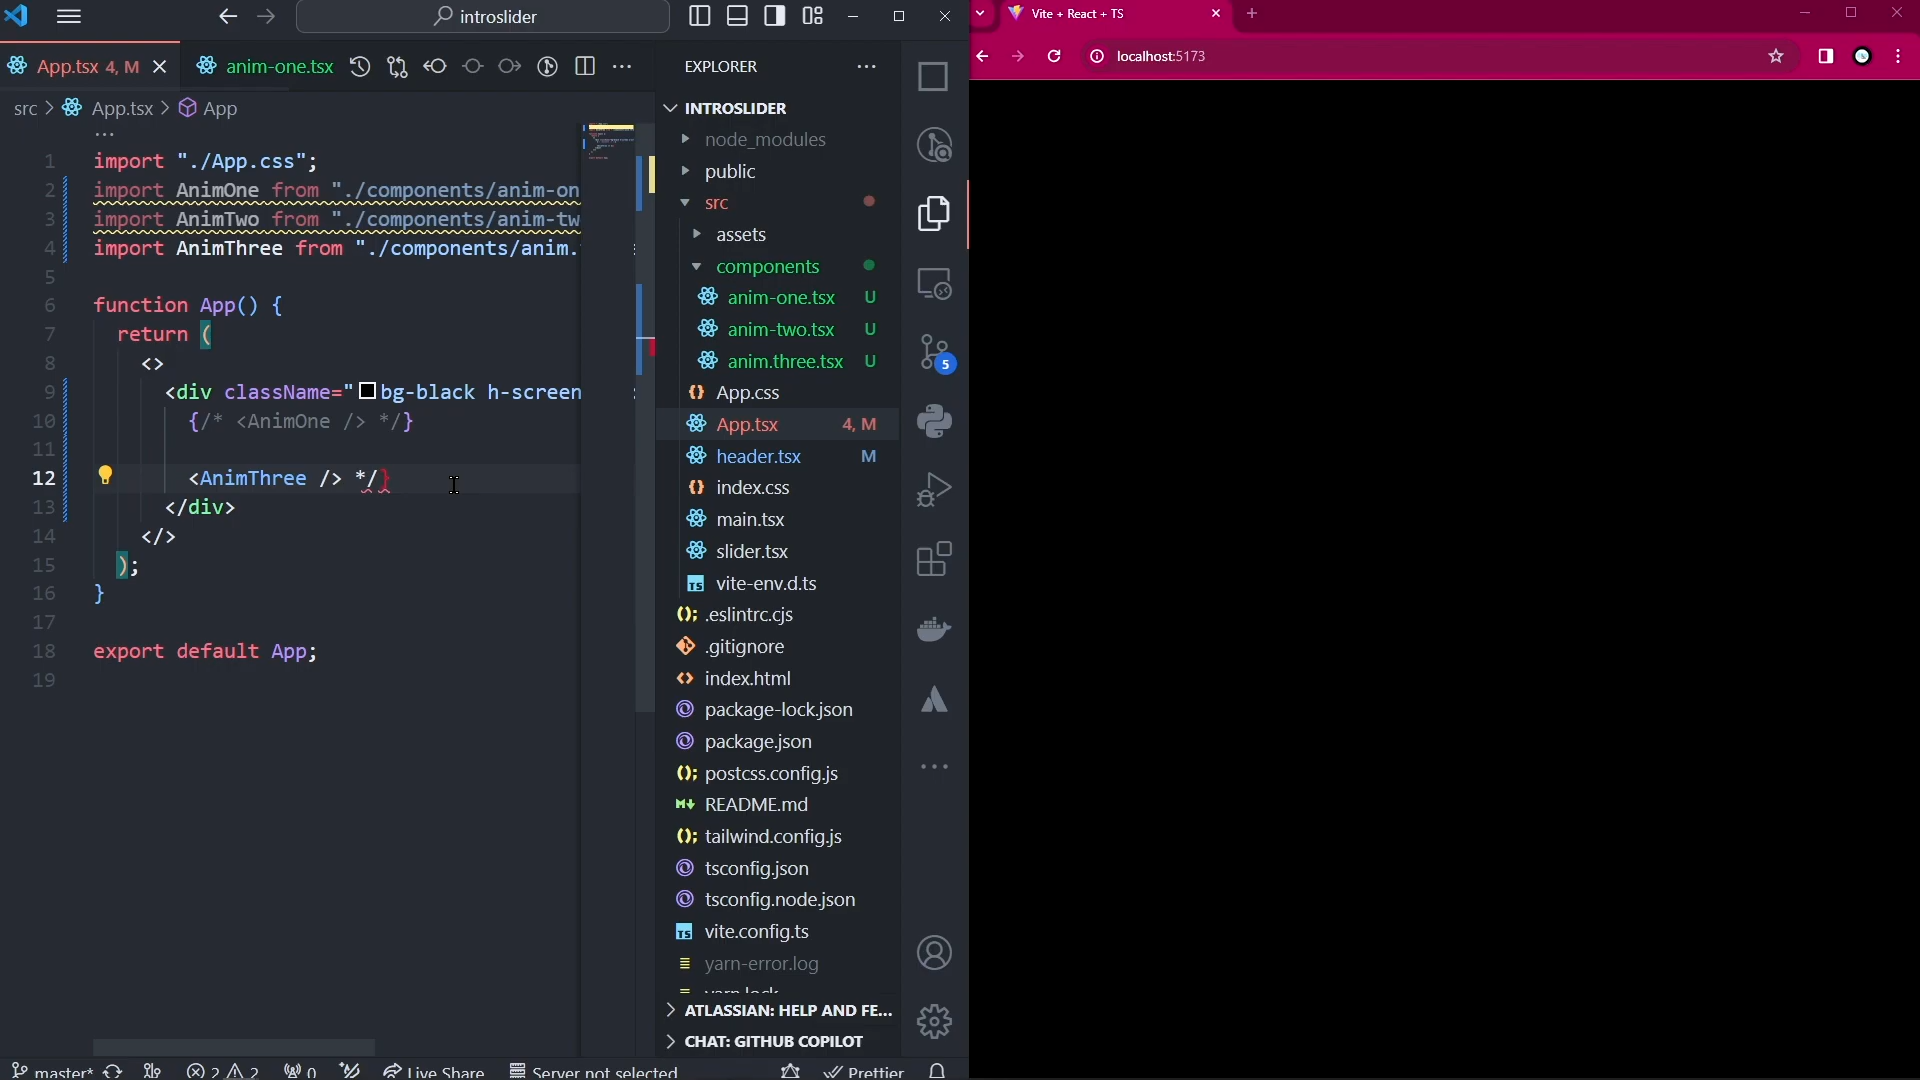 introslider
App.tsx 4, M
anim-one.tsx
src > App.tsx > App
...
1 import "./App.css";
2 import AnimOne from "./components/anim-on
3 import AnimTwo from "./components/anim-tw
4 import AnimThree from "./components/anim.
5
6 function App() {
7 return (
8 <>
9 <div className="bg-black h-screen
10 {/* <AnimOne /> */}
11
12 <AnimThree /> */}
13 </div>
14 </>
15 );
16 }
17
18 export default App;
19
EXPLORER
INTROSLIDER
node_modules
public
src
assets
components
anim-one.tsx U
anim-two.tsx U
anim.three.tsx U
App.css
App.tsx 4, M
header.tsx M
index.css
main.tsx
slider.tsx
TS vite-env.d.ts
.eslintrc.cjs
.gitignore
index.html
package-lock.json
package.json
postcss.config.js
README.md
tailwind.config.js
tsconfig.json
tsconfig.node.json
TS vite.config.ts
yarn-error.log
yarn.lock
ATLASSIAN: HELP AND FE...
CHAT: GITHUB COPILOT
5
master*
2
2
0
Live Share
Server not selected
Prettier
Vite + React + TS
localhost:5173